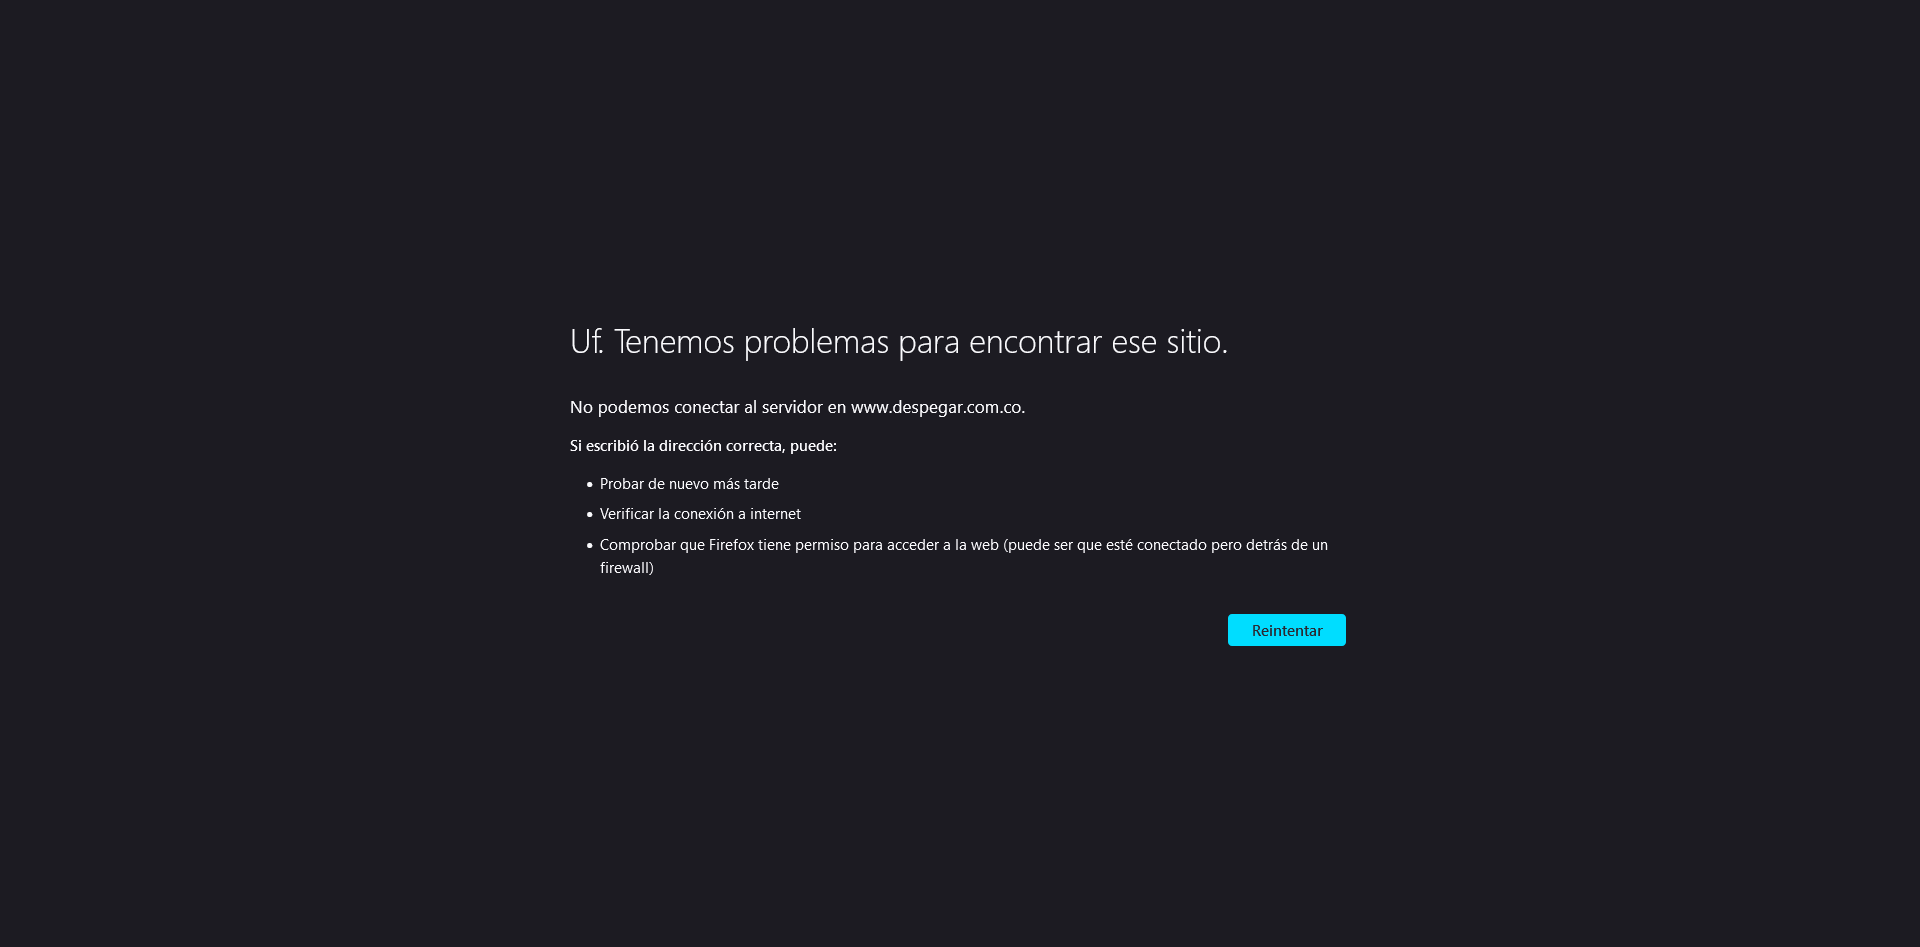 Uf. Tenemos problemas para encontrar ese sitio.
No podemos conectar al servidor en www.despegar.com.co.
Si escribió la dirección correcta, puede:
• Probar de nuevo más tarde
• Verificar la conexión a internet
• Comprobar que Firefox tiene permiso para acceder a la web (puede ser que esté conectado pero detrás de un
firewall)
Reintentar